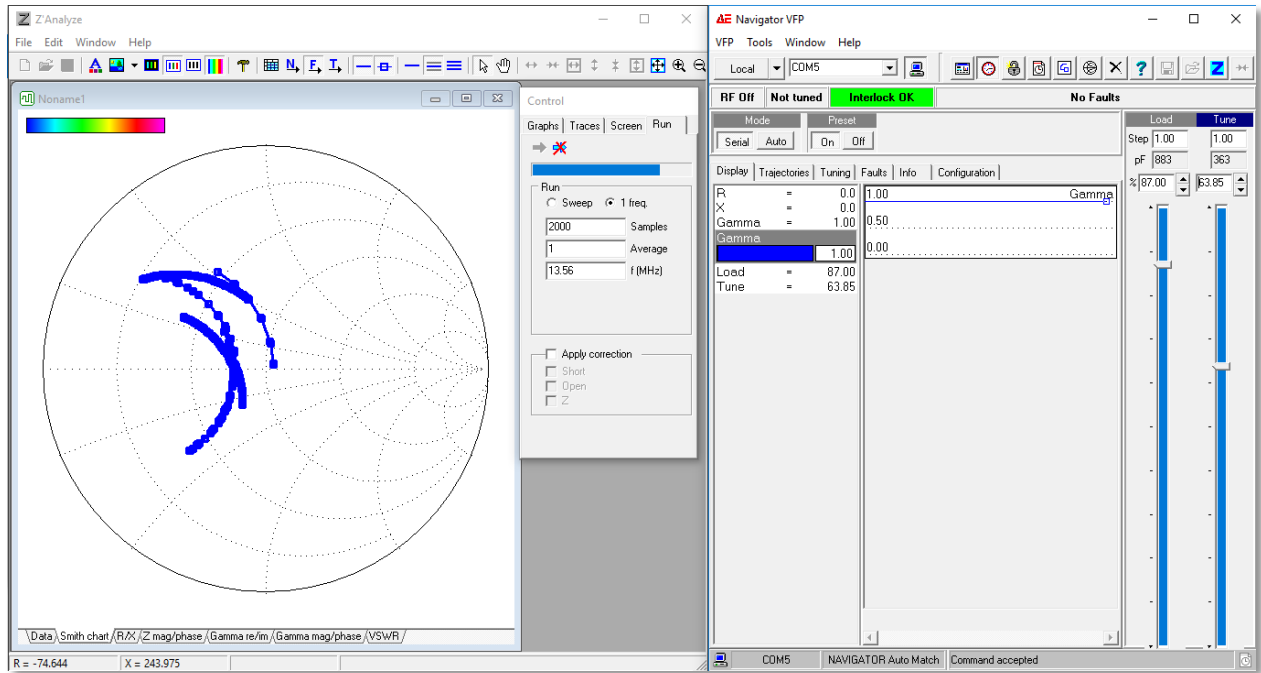 Z'Analyze
File Edit Window Help
Noname1
Data Smith chart R/X Z mag/phase Gamma re/im Gamma mag/phase VSWR
R = -74.644 X = 243.975
Control
Graphs Traces Screen Run
Run
Sweep 1 freq.
2000 Samples
1 Average
13.56 f (MHz)
Apply correction
Short
Open
Z
Navigator VFP
VFP Tools Window Help
Local COM5
RF Off Not tuned Interlock OK No Faults
Mode Preset
Serial Auto On Off
Display Trajectories Tuning Faults Info Configuration
R = 0.0
X = 0.0
Gamma = 1.00
Gamma
1.00
Load = 87.00
Tune = 63.85
1.00 Gamma
0.50
0.00
Load Tune
Step 1.00 1.00
pF 883 363
% 87.00 63.85
COM5 NAVIGATOR Auto Match Command accepted